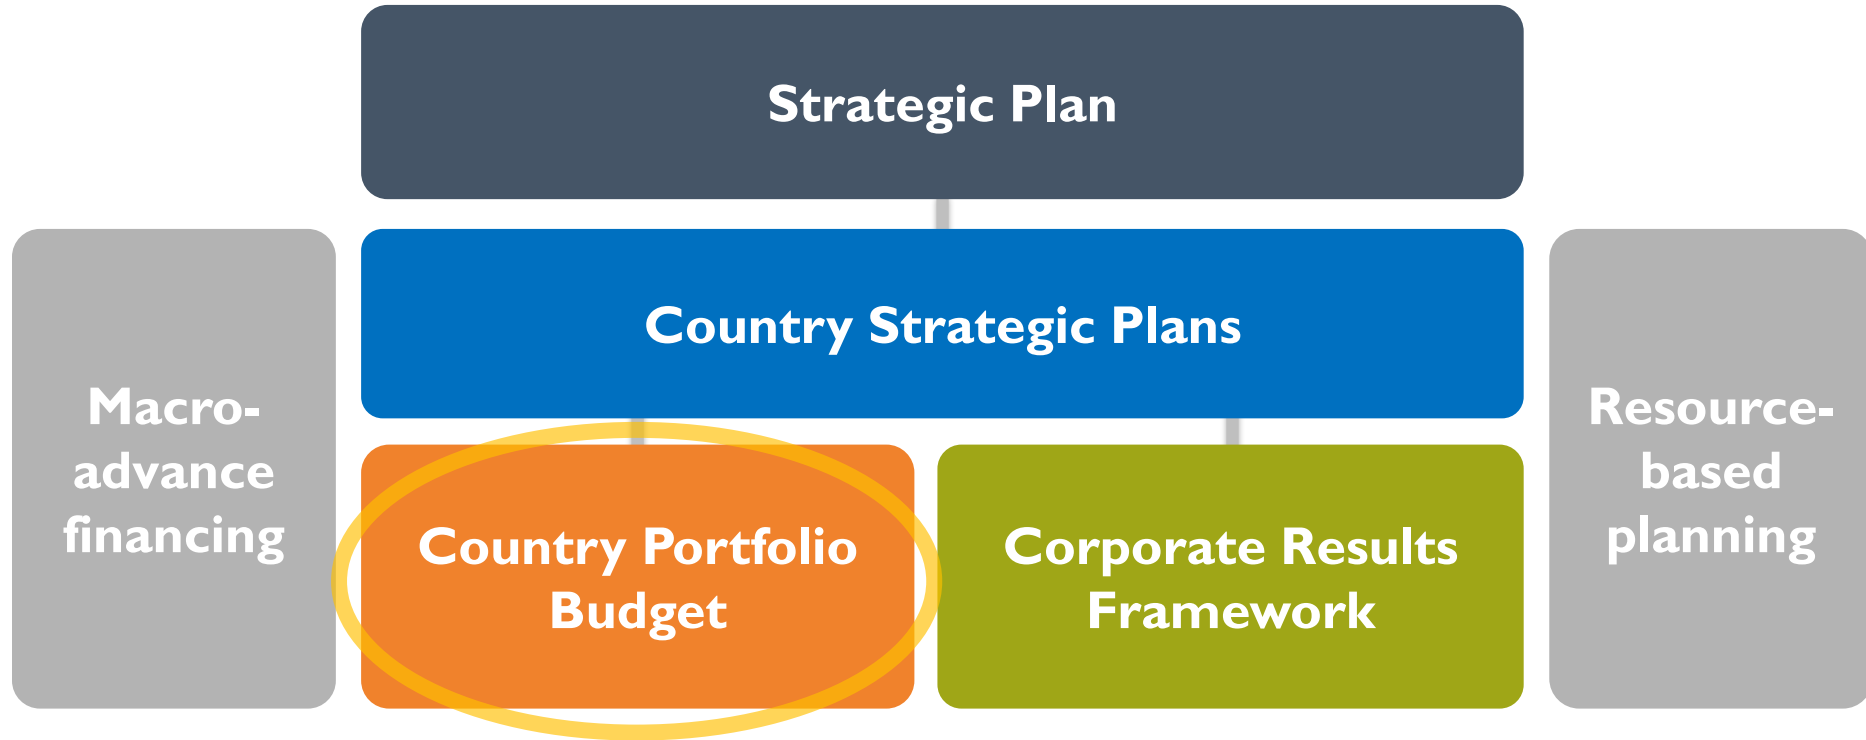 Strategic Plan
Country Strategic Plans
Macro-
advance
financing
Country Portfolio
Budget
Corporate Results
Framework
Resource-
based
planning